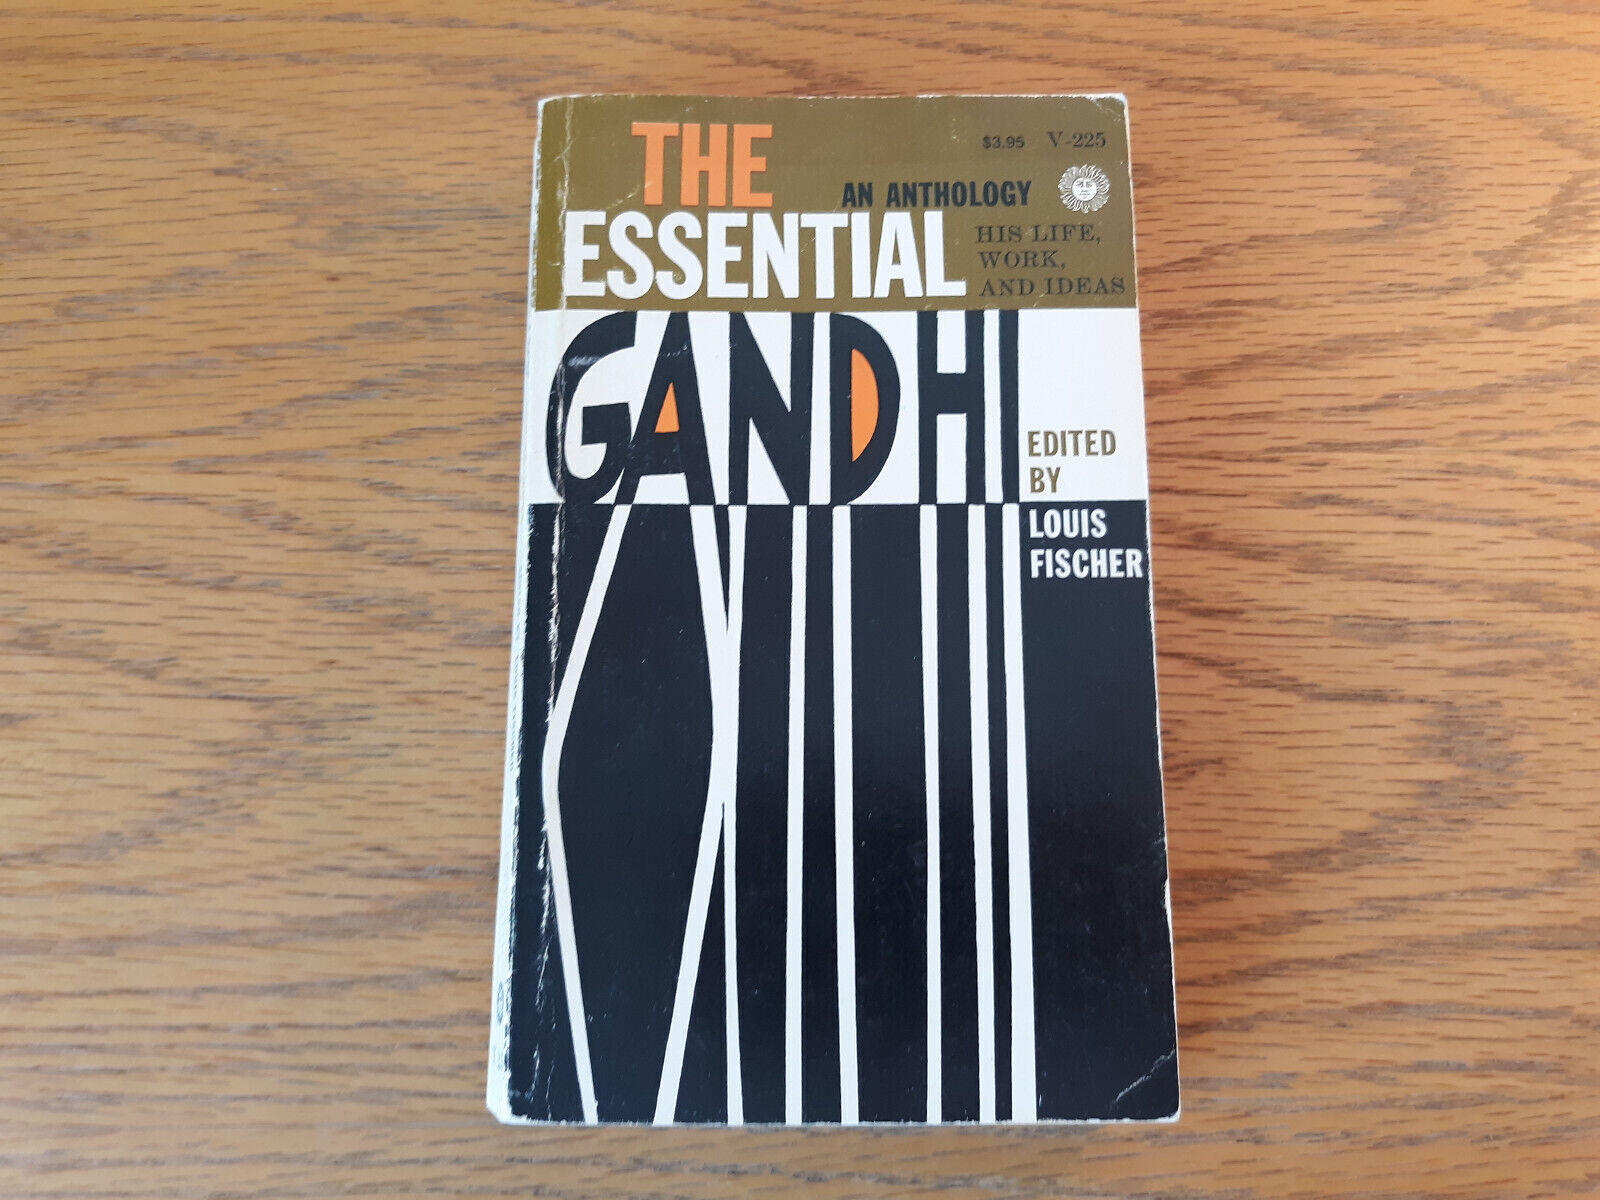 THE
$3.95 V-225
AN ANTHOLOGY
ESSENTIAL
HIS LIFE,
WORK,
AND IDEAS
GANDHI
EDITED
BY
LOUIS
FISCHER